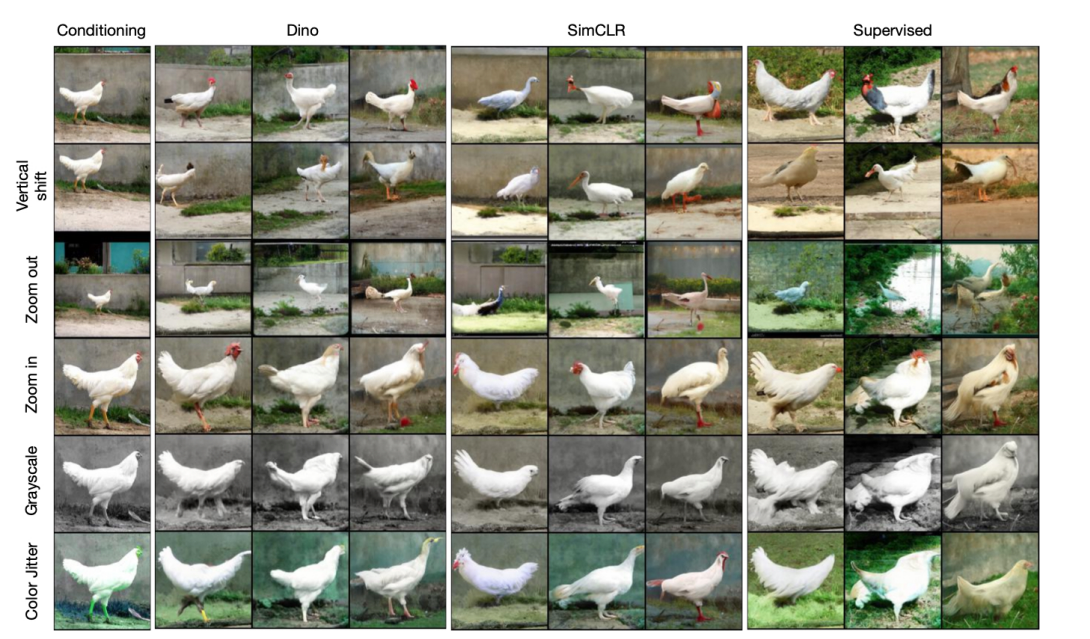 Conditioning Dino SimCLR Supervised
Vertical
shift
Zoom out
Zoom in
Grayscale
Color Jitter